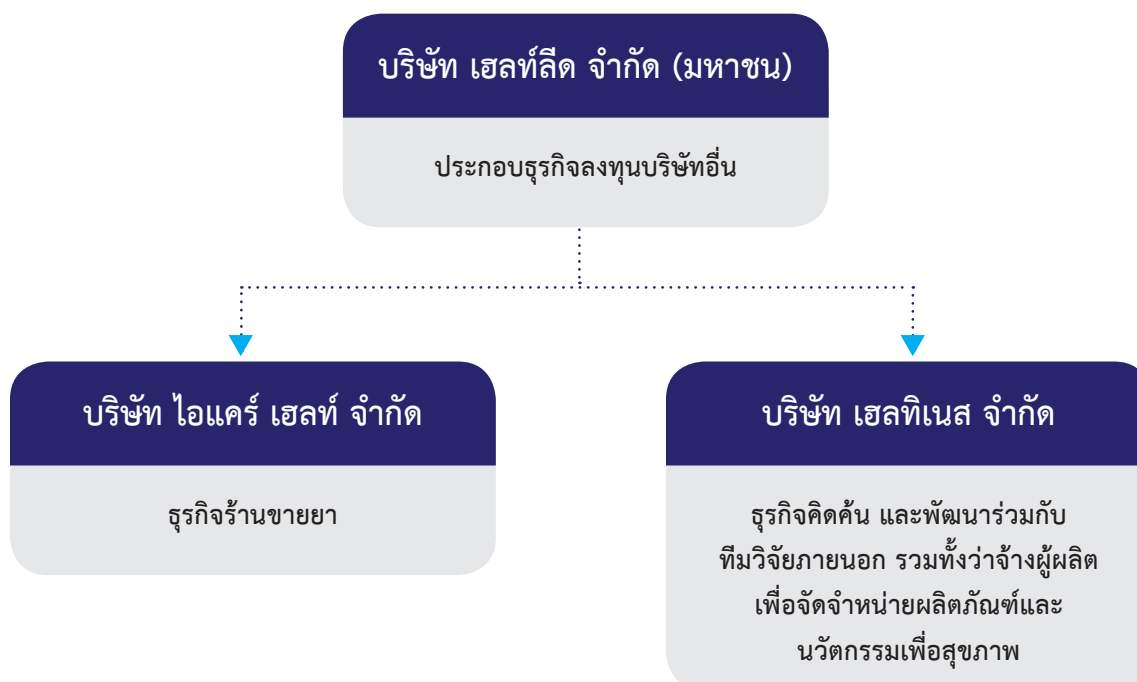 บริษัท เฮลท์ลีด จำกัด (มหาชน)
ประกอบธุรกิจลงทุนบริษัทอื่น
บริษัท ไอแคร์ เฮลท์ จำกัด
ธุรกิจร้านขายยา
บริษัท เฮลทิเนส จำกัด
ธุรกิจคิดค้น และพัฒนาร่วมกับ
ทีมวิจัยภายนอก รวมทั้งว่าจ้างผู้ผลิต
เพื่อจัดจำหน่ายผลิตภัณฑ์และ
นวัตกรรมเพื่อสุขภาพ